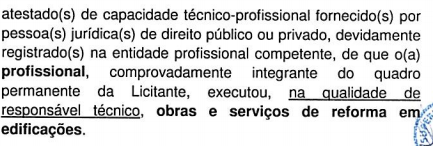 atestado(s) de capacidade técnico-profissional fornecido(s) por
pessoa(s) jurídica(s) de direito público ou privado, devidamente
registrado(s) na entidade profissional competente, de que o(a)
profissional, comprovadamente integrante do quadro
permanente da Licitante, executou, na qualidade de
responsável técnico, obras e serviços de reforma em
edificações.